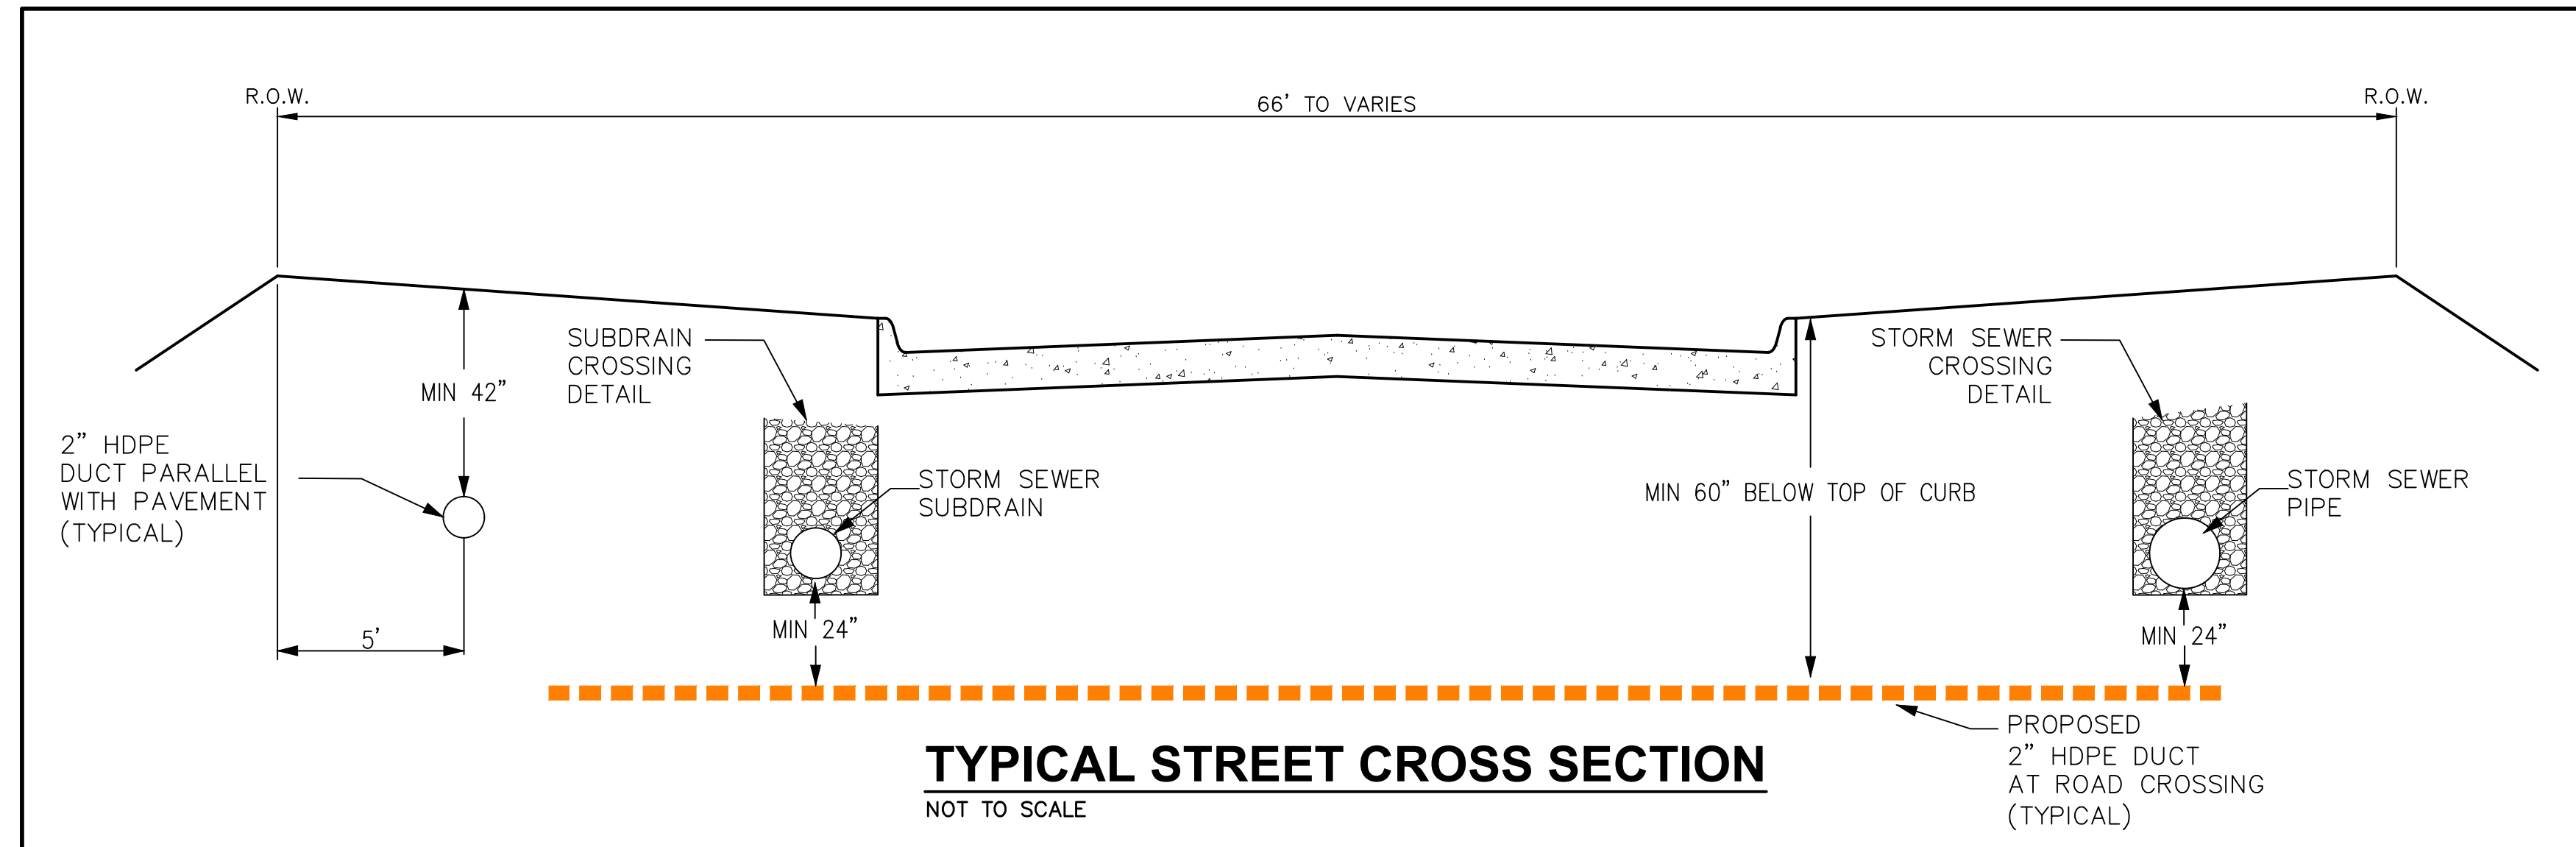 R.O.W.
66' TO VARIES
R.O.W.
SUBDRAIN
CROSSING
DETAIL
STORM SEWER
CROSSING
DETAIL
MIN 42"
2" HDPE
DUCT PARALLEL
WITH PAVEMENT
(TYPICAL)
STORM SEWER
SUBDRAIN
MIN 60" BELOW TOP OF CURB
STORM SEWER
PIPE
5'
MIN 24"
MIN 24"
PROPOSED
2" HDPE DUCT
AT ROAD CROSSING
(TYPICAL)
TYPICAL STREET CROSS SECTION
NOT TO SCALE